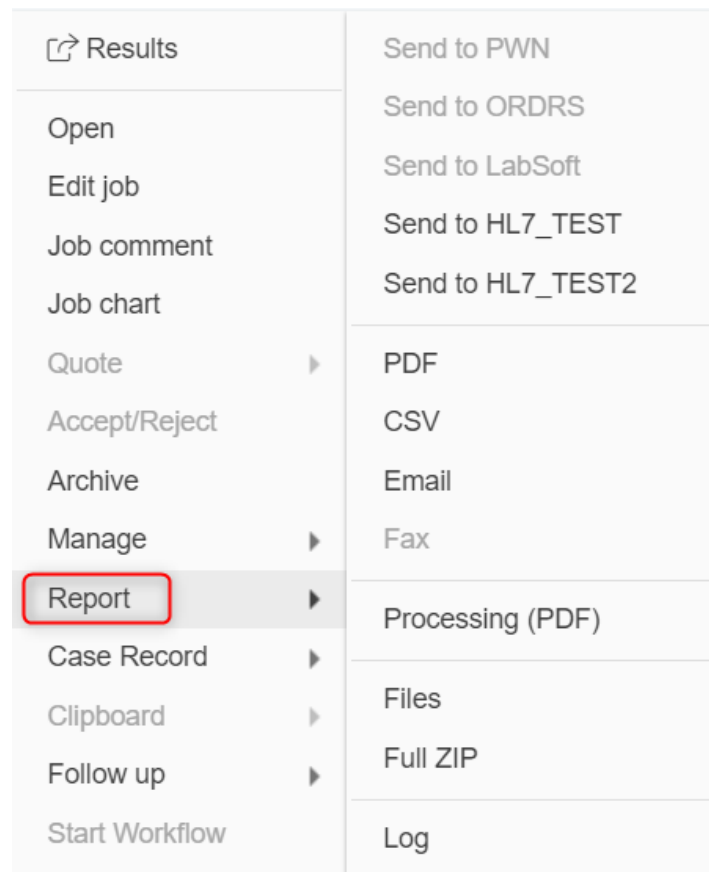 Results
Open
Edit job
Job comment
Job chart
Quote
Accept/Reject
Archive
Manage
Report
Case Record
Clipboard
Follow up
Start Workflow
Send to PWN
Send to ORDRS
Send to LabSoft
Send to HL7_TEST
Send to HL7_TEST2
PDF
CSV
Email
Fax
Processing (PDF)
Files
Full ZIP
Log